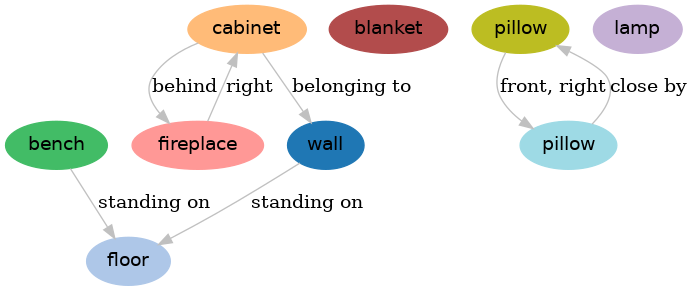 cabinet blanket pillow lamp
behind right belonging to front, right close by
bench fireplace wall pillow
standing on standing on
floor